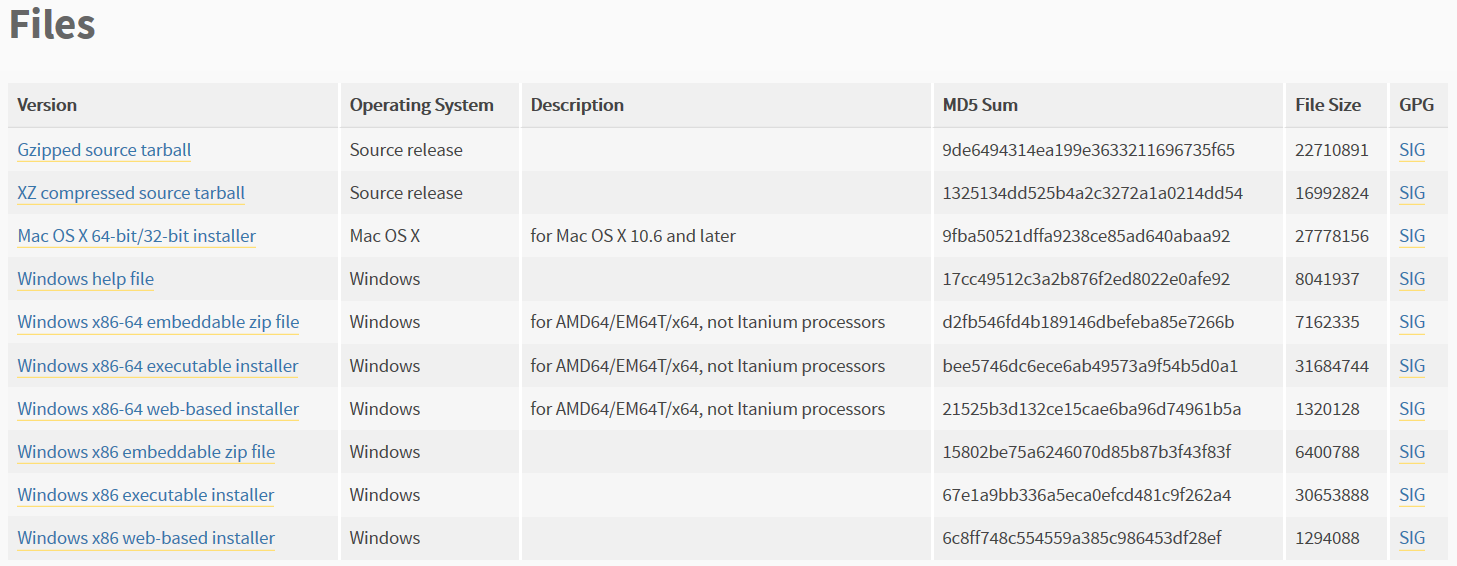 Files
Version Operating System Description MD5 Sum File Size GPG
Gzipped source tarball Source release 9de6494314ea199e3633211696735f65 22710891 SIG
XZ compressed source tarball Source release 1325134dd525b4a2c3272a1a0214dd54 16992824 SIG
Mac OS X 64-bit/32-bit installer Mac OS X for Mac OS X 10.6 and later 9fba50521dffa9238ce85ad640abaa92 27778156 SIG
Windows help file Windows 17cc49512c3a2b876f2ed8022e0afe92 8041937 SIG
Windows x86-64 embeddable zip file Windows for AMD64/EM64T/x64, not Itanium processors d2fb546fd4b189146dbefeba85e7266b 7162335 SIG
Windows x86-64 executable installer Windows for AMD64/EM64T/x64, not Itanium processors bee5746dc6ece6ab49573a9f54b5d0a1 31684744 SIG
Windows x86-64 web-based installer Windows for AMD64/EM64T/x64, not Itanium processors 21525b3d132ce15cae6ba96d74961b5a 1320128 SIG
Windows x86 embeddable zip file Windows 15802be75a6246070d85b87b3f43f83f 6400788 SIG
Windows x86 executable installer Windows 67e1a9bb336a5eca0efcd481c9f262a4 30653888 SIG
Windows x86 web-based installer Windows 6c8ff748c554559a385c986453df28ef 1294088 SIG